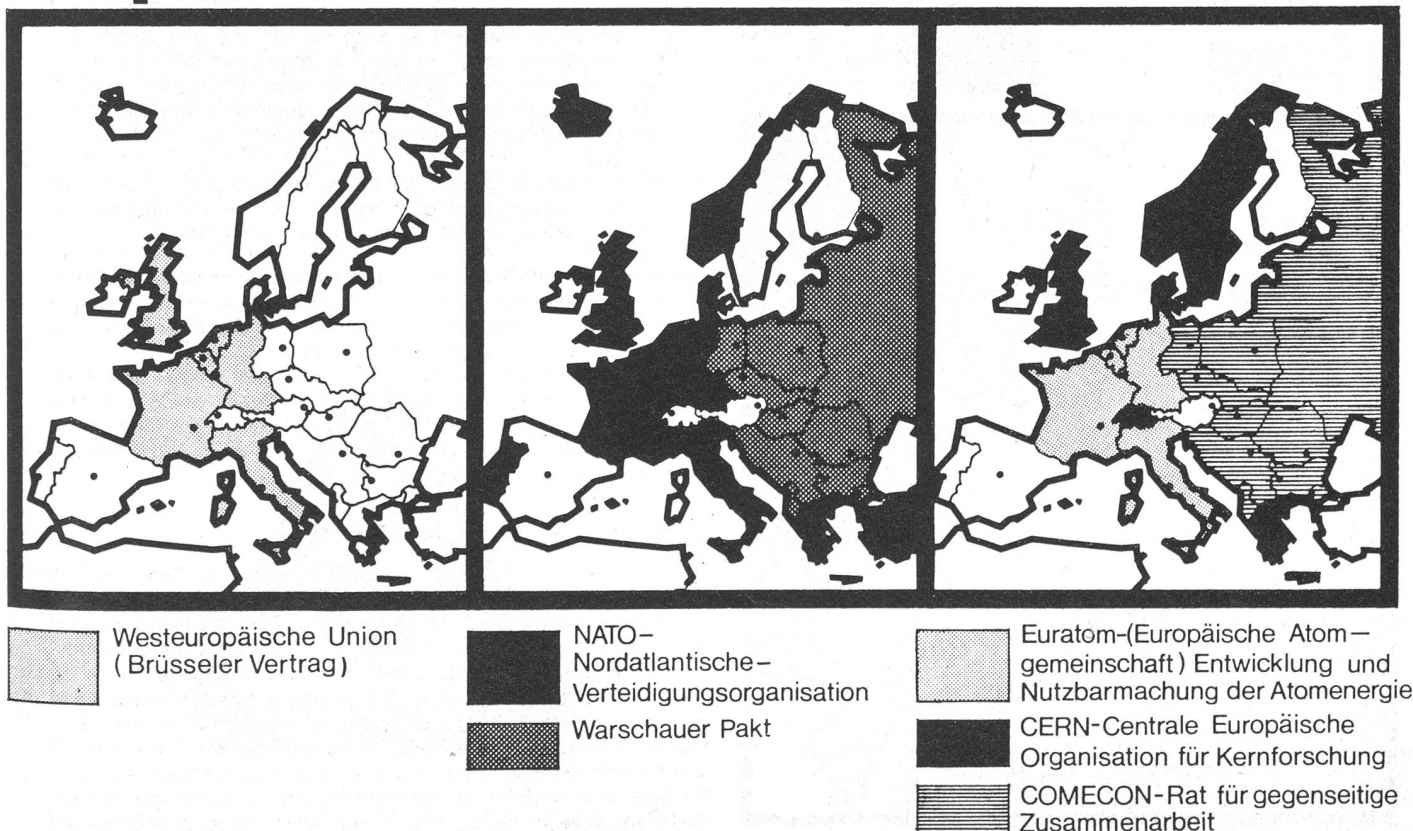 Westeuropäische Union
(Brüsseler Vertrag)
NATO-
Nordatlantische-
Verteidigungsorganisation
Warschauer Pakt
Euratom-(Europäische Atom-
gemeinschaft) Entwicklung und
Nutzbarmachung der Atomenergie
CERN-Centrale Europäische
Organisation für Kernforschung
COMECON-Rat für gegenseitige
Zusammenarbeit